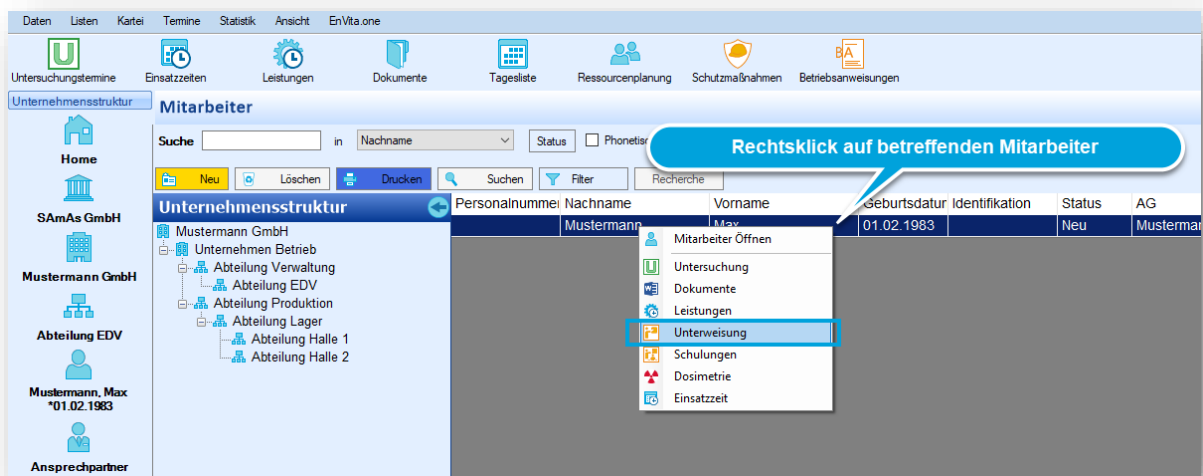 Daten Listen Kartei Termine Statistik Ansicht EnVita.one
U BA
Untersuchungstermine Einsatzzeiten Leistungen Dokumente Tagesliste Ressourcenplanung Schutzmaßnahmen Betriebsanweisungen
Unternehmensstruktur
Home
SAmAs GmbH
Mustermann GmbH
Abteilung EDV
Mustermann, Max
*01.02.1983
Ansprechpartner
Mitarbeiter
Suche in Nachname Status
Rechtsklick auf betreffenden Mitarbeiter
Neu Löschen Drucken Suchen Filter Recherche
Unternehmensstruktur
Mustermann GmbH
Unternehmen Betrieb
Abteilung Verwaltung
Abteilung EDV
Abteilung Produktion
Abteilung Lager
Abteilung Halle 1
Abteilung Halle 2
Nachname Vorname Identifikation Status AG
Mustermann Max 01.02.1983 Neu
Mitarbeiter Öffnen
U Untersuchung
Dokumente
Leistungen
Unterweisung
Schulungen
Dosimetrie
Einsatzzeit